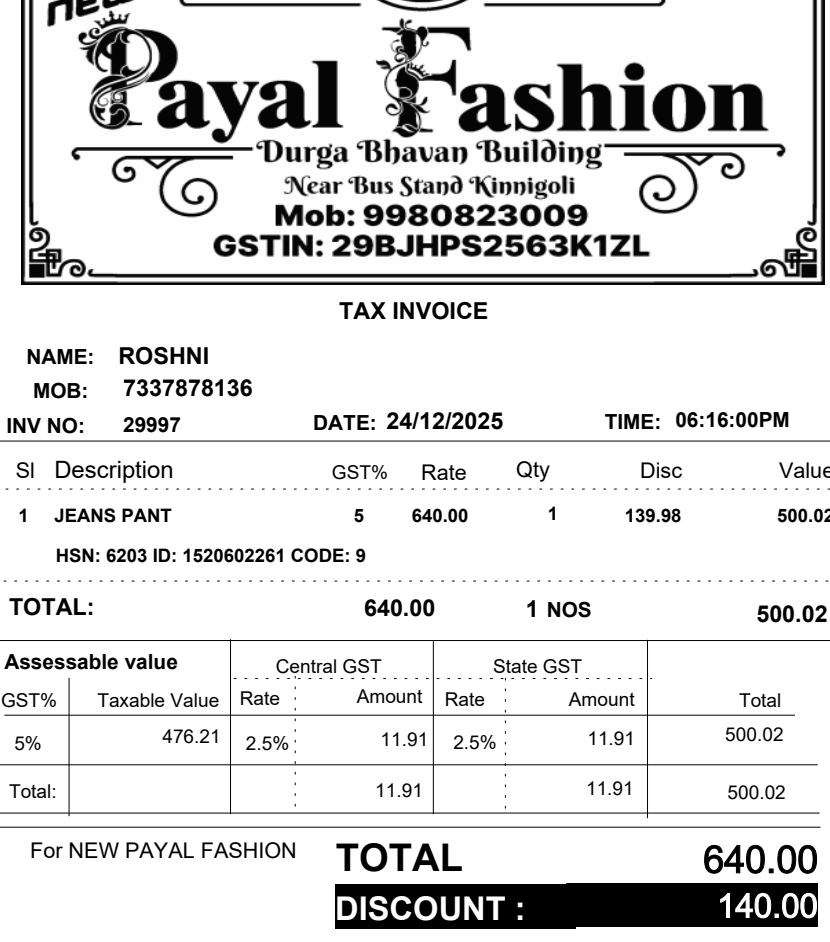 new
Payal Fashion
Durga Bhavan Building
Near Bus Stand Kinnigoli
Mob: 9980823009
GSTIN: 29BJHPS2563K1ZL
TAX INVOICE
NAME: ROSHNI
MOB: 7337878136
INV NO: 29997 DATE: 24/12/2025 TIME: 06:16:00PM
Sl Description GST% Rate Qty Disc Value
1 JEANS PANT 5 640.00 1 139.98 500.02
HSN: 6203 ID: 1520602261 CODE: 9
TOTAL: 640.00 1 NOS 500.02
Assessable value Central GST State GST
GST% Taxable Value Rate Amount Rate Amount Total
5% 476.21 2.5% 11.91 2.5% 11.91 500.02
Total: 11.91 11.91 500.02
For NEW PAYAL FASHION TOTAL 640.00
DISCOUNT : 140.00